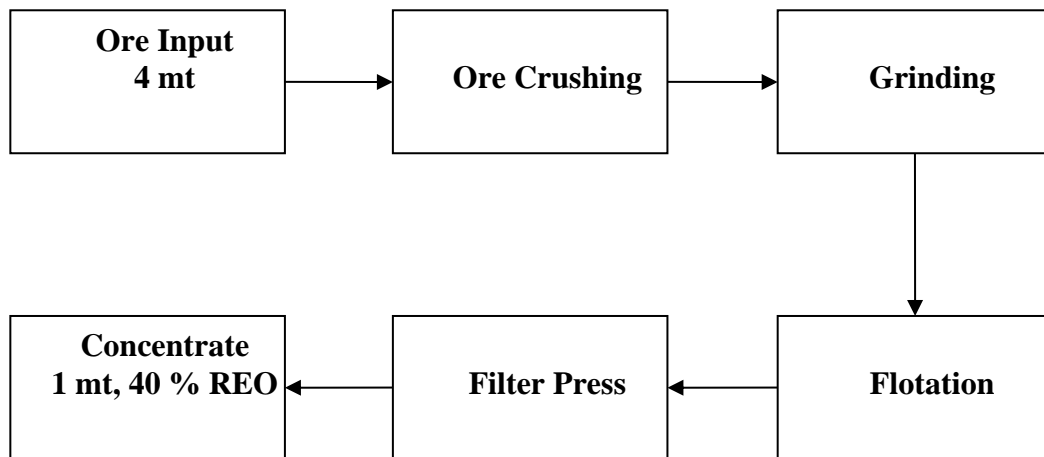 Ore Input
4 mt
Ore Crushing
Grinding
Concentrate
1 mt, 40 % REO
Filter Press
Flotation